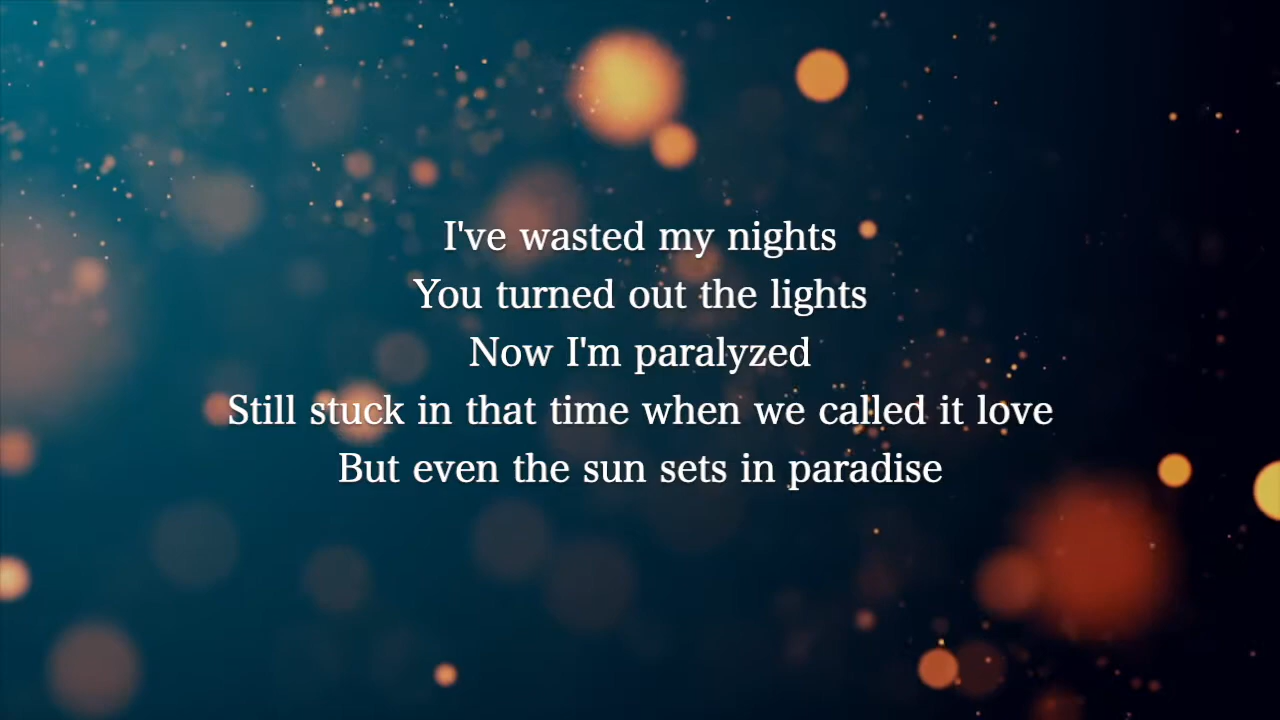 I've wasted my nights
You turned out the lights
Now I'm paralyzed
Still stuck in that time when we called it love
But even the sun sets in paradise